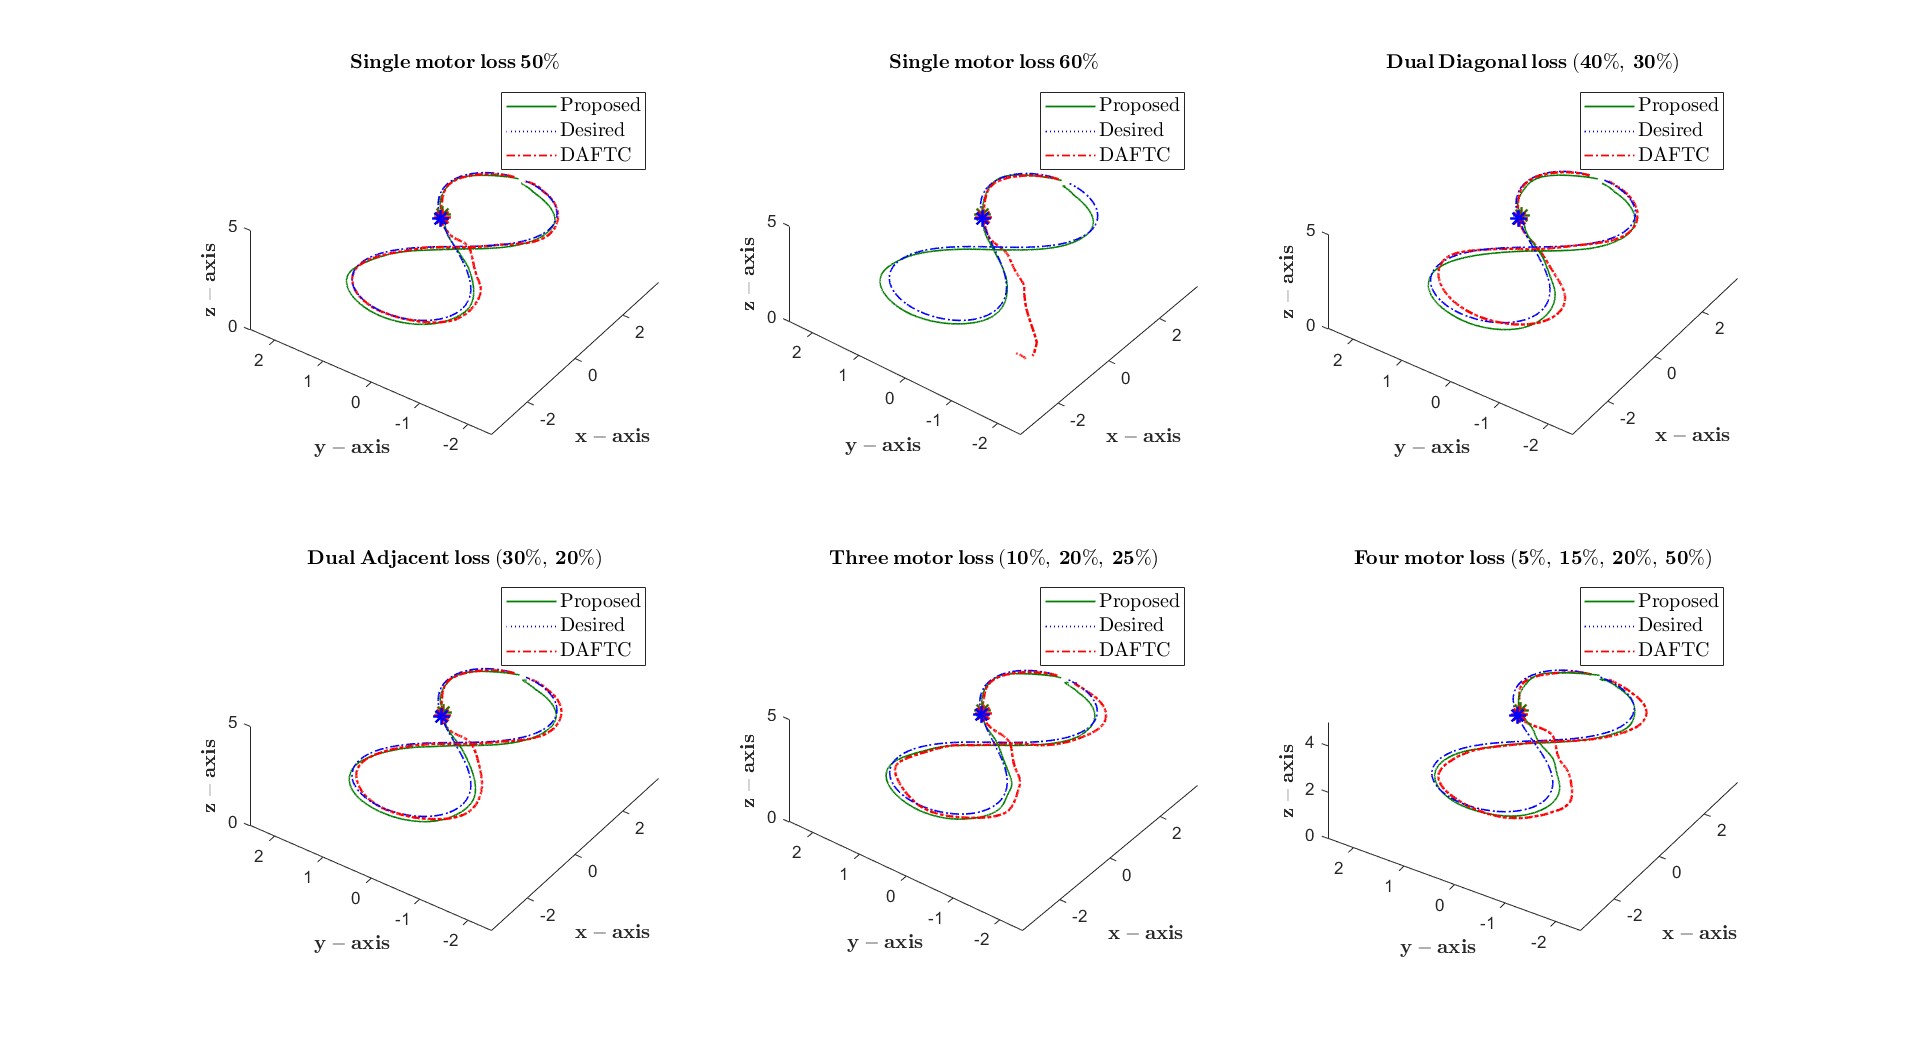 Single motor loss 50%
Proposed
Desired
DAFTC
5
0
z − axis
2
1
0
-1
-2
y − axis
2
0
-2
x − axis
Single motor loss 60%
Proposed
Desired
DAFTC
5
0
z − axis
2
1
0
-1
-2
y − axis
2
0
-2
x − axis
Dual Diagonal loss (40%, 30%)
Proposed
Desired
DAFTC
5
0
z − axis
2
1
0
-1
-2
y − axis
2
0
-2
x − axis
Dual Adjacent loss (30%, 20%)
Proposed
Desired
DAFTC
5
0
z − axis
2
1
0
-1
-2
y − axis
2
0
-2
x − axis
Three motor loss (10%, 20%, 25%)
Proposed
Desired
DAFTC
5
0
z − axis
2
1
0
-1
-2
y − axis
2
0
-2
x − axis
Four motor loss (5%, 15%, 20%, 50%)
Proposed
Desired
DAFTC
4
2
0
z − axis
2
1
0
-1
-2
y − axis
2
0
-2
x − axis